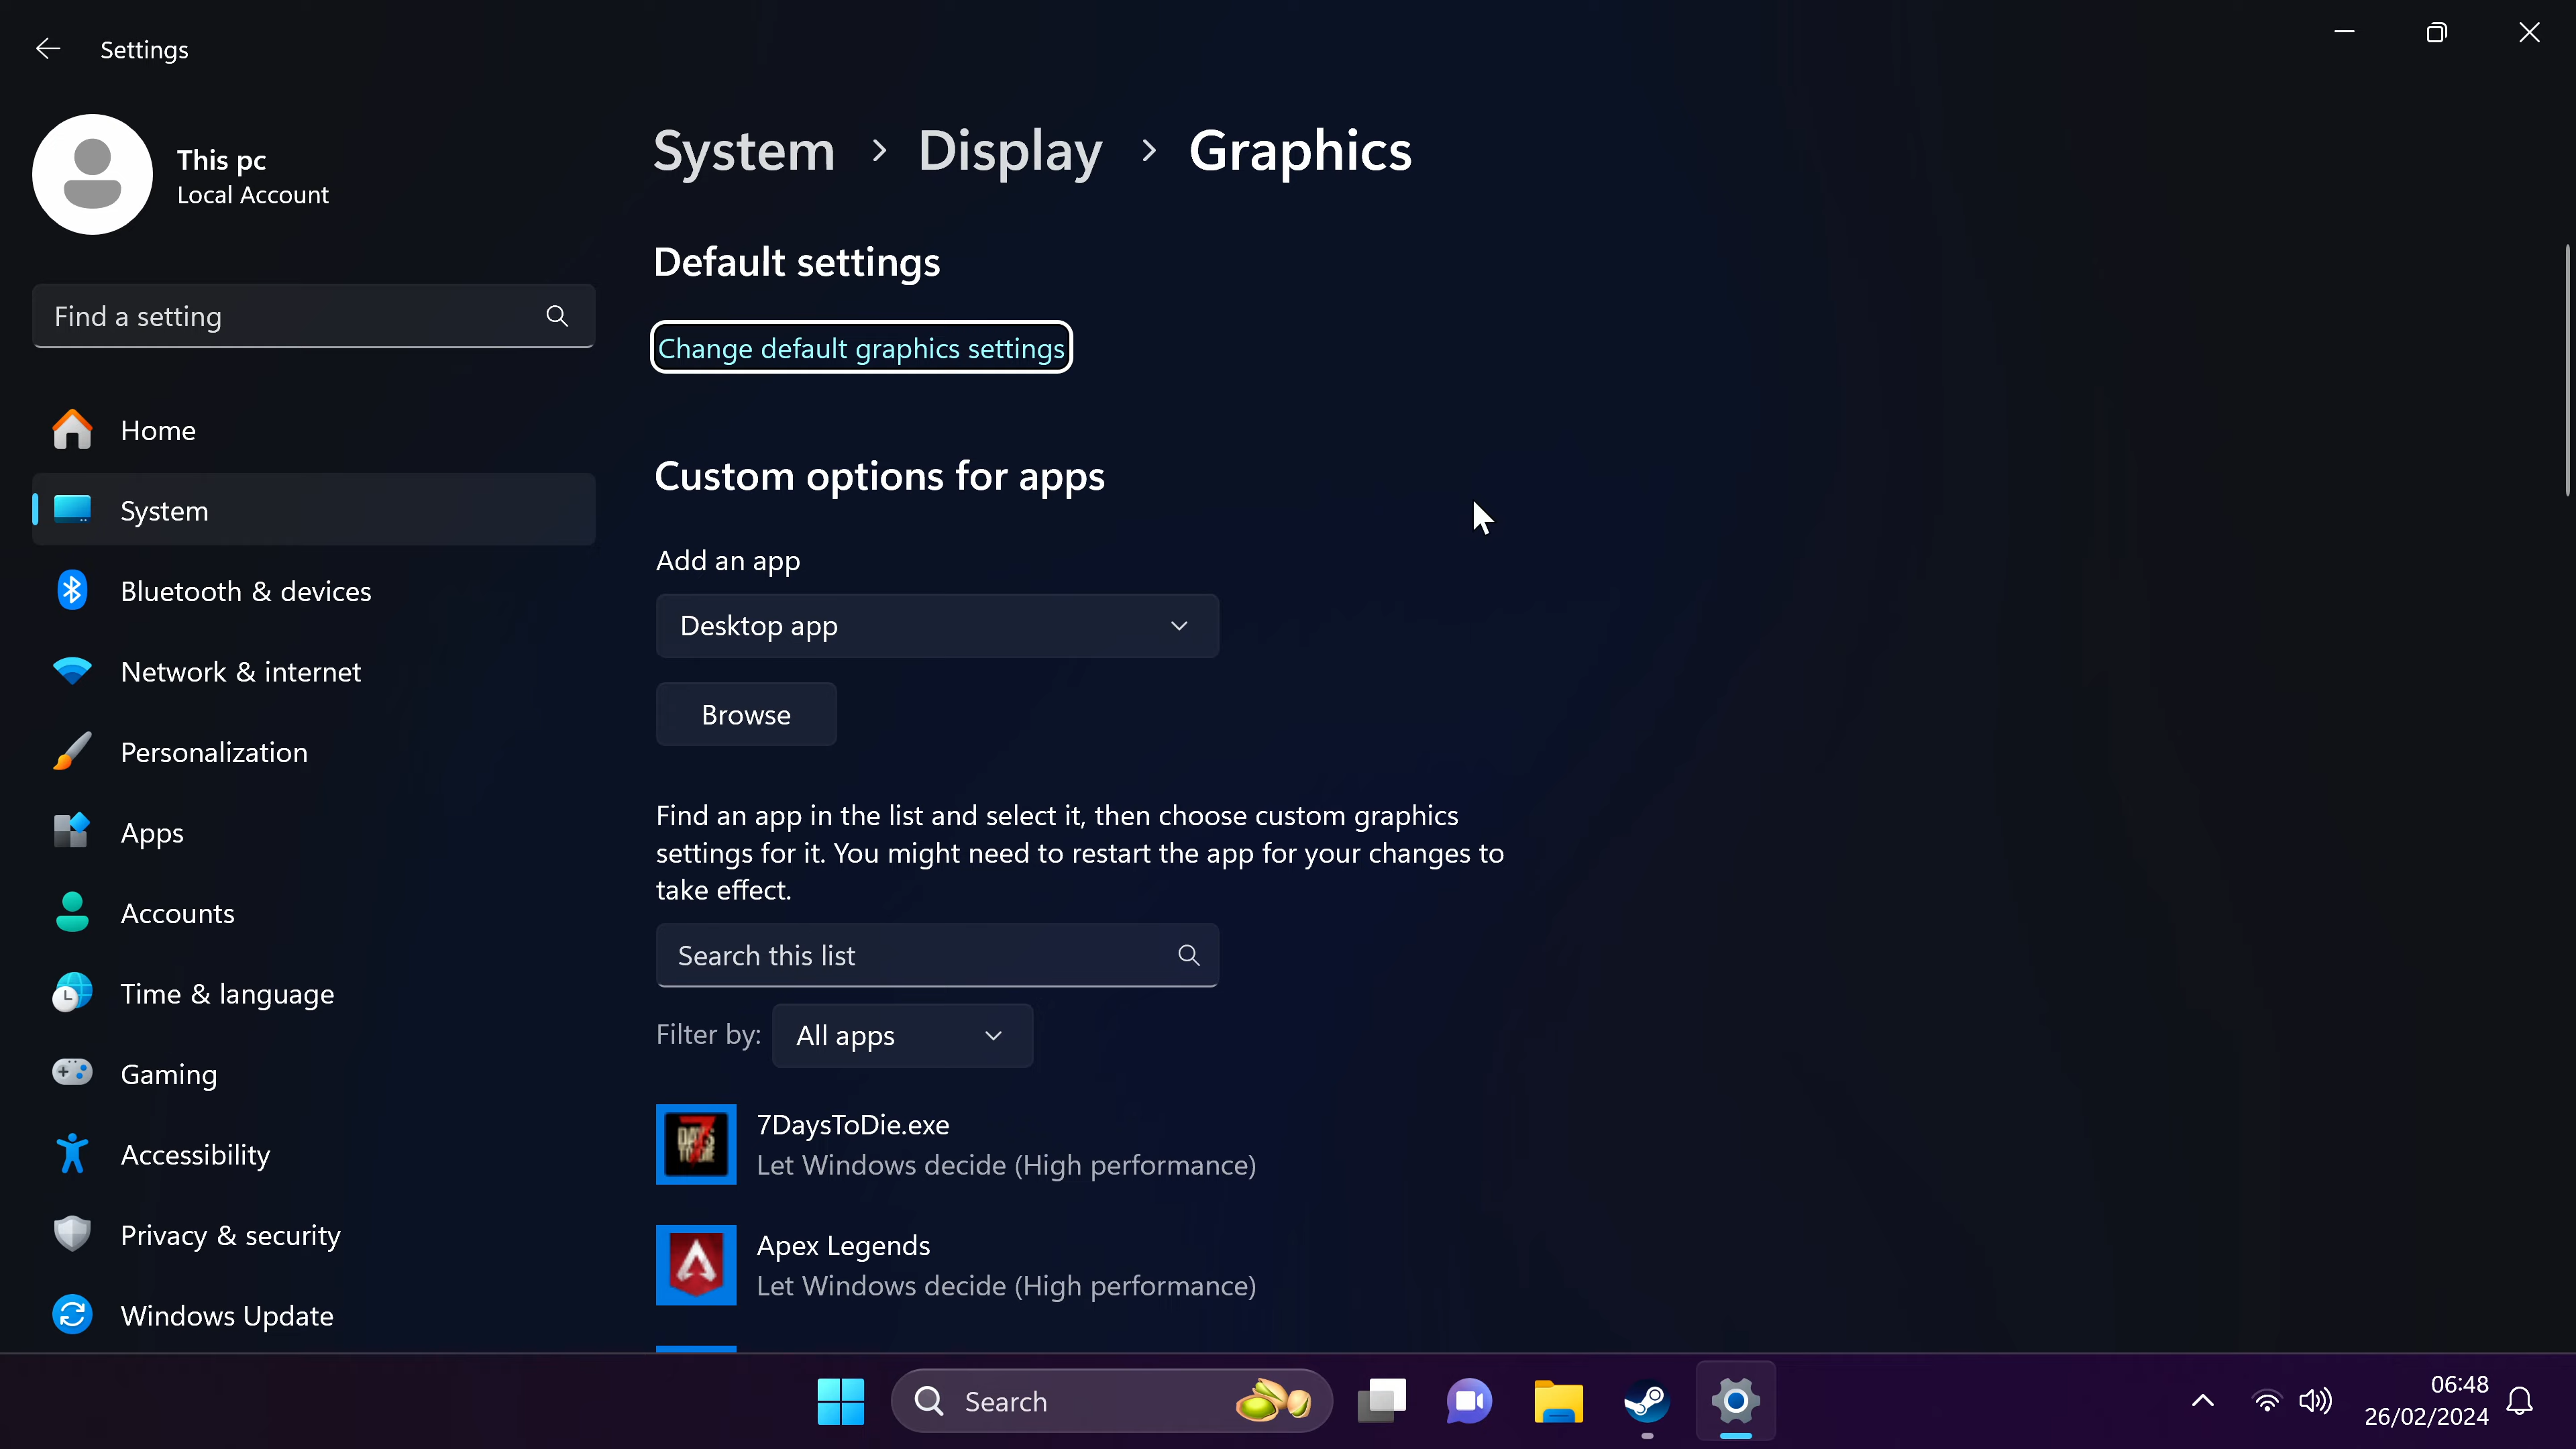 Settings
This pc
Local Account
Find a setting
Home
System
Bluetooth & devices
Network & internet
Personalization
Apps
Accounts
Time & language
Gaming
Accessibility
Privacy & security
Windows Update
System > Display > Graphics
Default settings
Change default graphics settings
Custom options for apps
Add an app
Desktop app
Browse
Find an app in the list and select it, then choose custom graphics
settings for it. You might need to restart the app for your changes to
take effect.
Search this list
Filter by: All apps
7 DAYS TO DIE
7DaysToDie.exe
Let Windows decide (High performance)
Apex Legends
Let Windows decide (High performance)
Search
06:48
26/02/2024